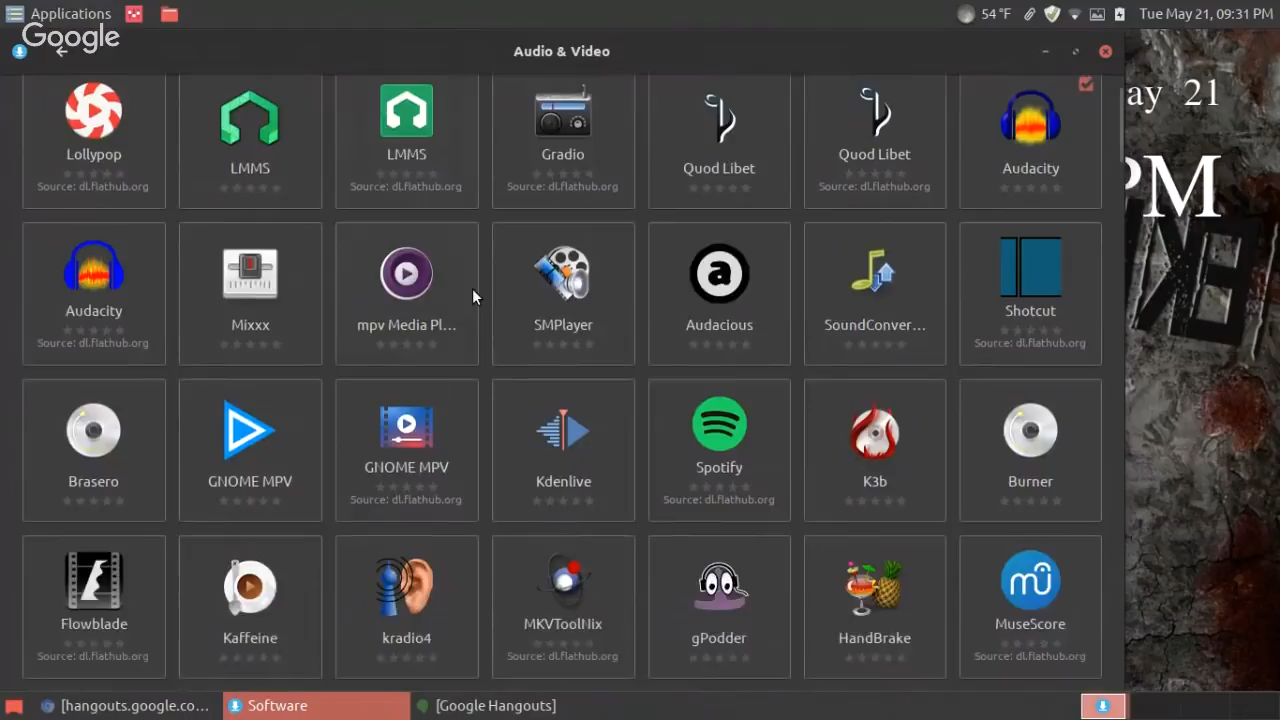 Applications
54 °F
Tue May 21, 09:31 PM
Google
Audio & Video
ay 21
PM
Lollypop
Source: dl.flathub.org
LMMS
LMMS
Source: dl.flathub.org
Gradio
Source: dl.flathub.org
Quod Libet
Quod Libet
Source: dl.flathub.org
Audacity
Audacity
Source: dl.flathub.org
Mixxx
mpv Media Pl...
SMPlayer
Audacious
SoundConver...
Shotcut
Source: dl.flathub.org
Brasero
GNOME MPV
GNOME MPV
Source: dl.flathub.org
Kdenlive
Spotify
Source: dl.flathub.org
K3b
Burner
Flowblade
Source: dl.flathub.org
Kaffeine
kradio4
MKVToolNix
Source: dl.flathub.org
gPodder
HandBrake
MuseScore
Source: dl.flathub.org
[hangouts.google.co...
Software
[Google Hangouts]